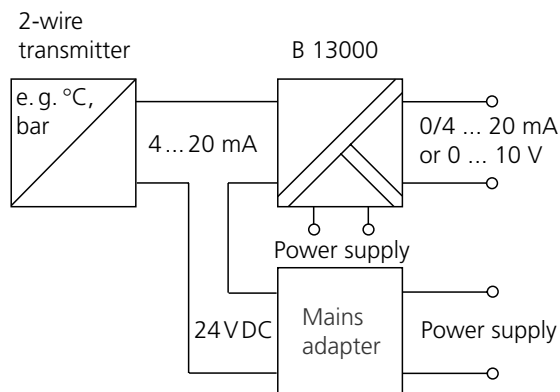 2-wire
transmitter
B 13000
e. g. °C,
bar
4 ... 20 mA
0/4 ... 20 mA
or 0 ... 10 V
Power supply
24 V DC
Mains
adapter
Power supply